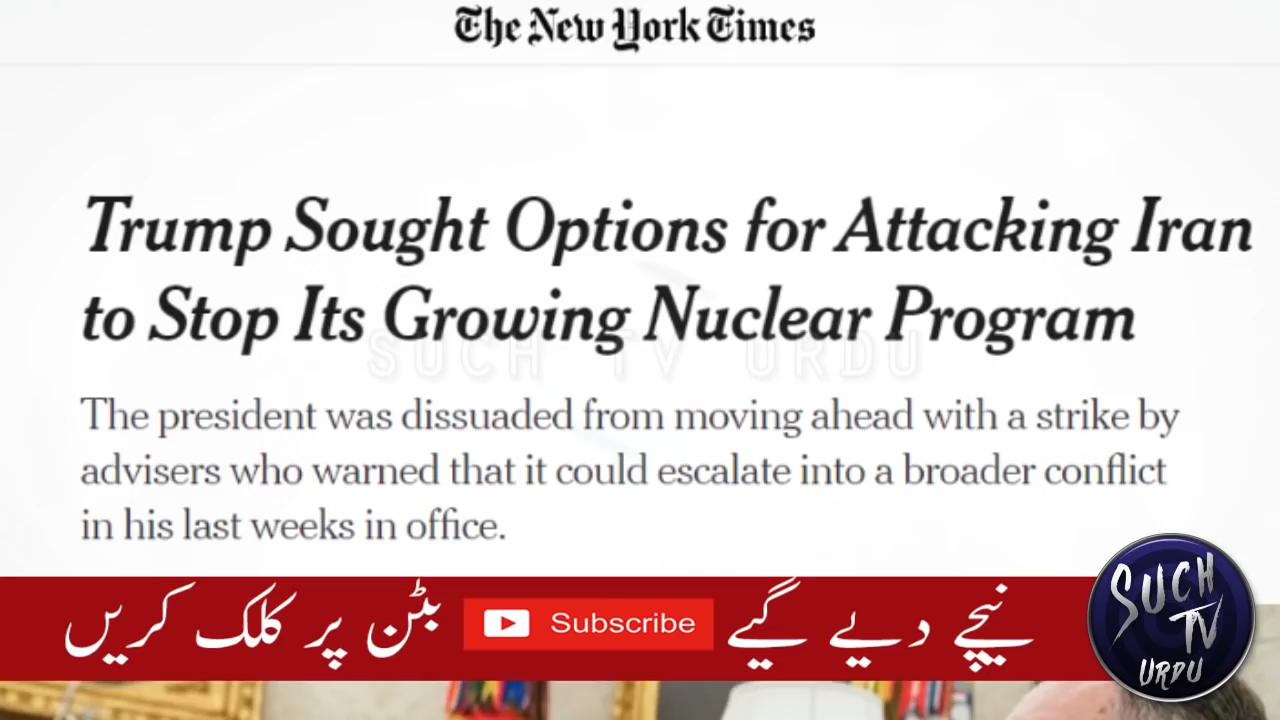 The New York Times
Trump Sought Options for Attacking Iran
to Stop Its Growing Nuclear Program
SUCH TV URDU
The president was dissuaded from moving ahead with a strike by
advisers who warned that it could escalate into a broader conflict
in his last weeks in office.
نیچے دیے گیے Subscribe بٹن پر کلک کریں
SUCH
TV
URDU